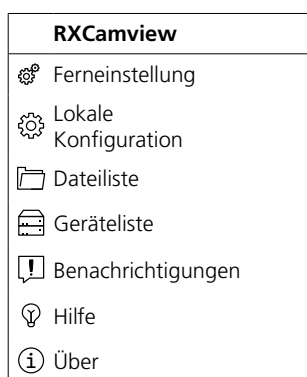 RXCamview
Ferneinstellung
Lokale
Konfiguration
Dateiliste
Geräteliste
Benachrichtigungen
Hilfe
Über